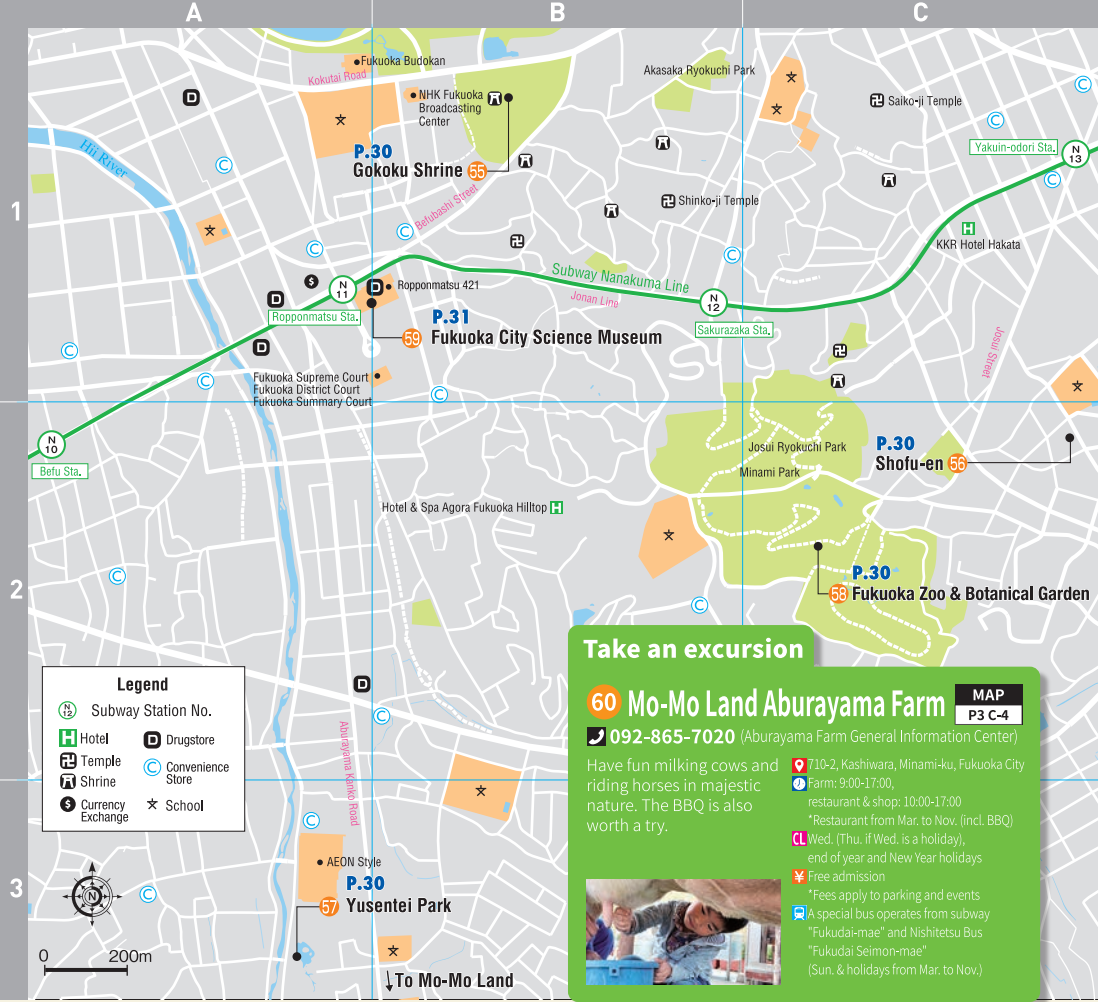 A
B
C
1
2
3
Fukuoka Budokan
Kokutai Road
NHK Fukuoka
Broadcasting
Center
D
Akasaka Ryokuchi Park
Saiko-ji Temple
C
C
Yakuin-odori Sta.
N
13
C
Hii River
C
P.30
Gokoku Shrine 55
Befubashi Street
Shinko-ji Temple
C
C
C
KKR Hotel Hakata
H
Subway Nanakuma Line
Jonan Line
$
N
11
D
Ropponmatsu 421
D
Ropponmatsu Sta.
N
12
Sakurazaka Sta.
P.31
59 Fukuoka City Science Museum
Josui Street
C
D
C
Fukuoka Supreme Court
Fukuoka District Court
Fukuoka Summary Court
C
N
10
Befu Sta.
Josui Ryokuchi Park
Minami Park
P.30
Shofu-en 56
Hotel & Spa Agora Fukuoka Hilltop H
C
P.30
58 Fukuoka Zoo & Botanical Garden
C
D
C
Aburayama Kanko Road
C
C
AEON Style
P.30
57 Yusentei Park
To Mo-Mo Land
Legend
N
12
Subway Station No.
H Hotel
D Drugstore
卍 Temple
C Convenience
Store
Shrine
$ Currency
Exchange
文 School
N
0 200m
Take an excursion
60 Mo-Mo Land Aburayama Farm
MAP
P3 C-4
092-865-7020 (Aburayama Farm General Information Center)
Have fun milking cows and
riding horses in majestic
nature. The BBQ is also
worth a try.
710-2, Kashiwara, Minami-ku, Fukuoka City
Farm: 9:00-17:00,
restaurant & shop: 10:00-17:00
*Restaurant from Mar. to Nov. (incl. BBQ)
CL Wed. (Thu. if Wed. is a holiday),
end of year and New Year holidays
¥ Free admission
*Fees apply to parking and events
A special bus operates from subway
"Fukudai-mae" and Nishitetsu Bus
"Fukudai Seimon-mae"
(Sun. & holidays from Mar. to Nov.)